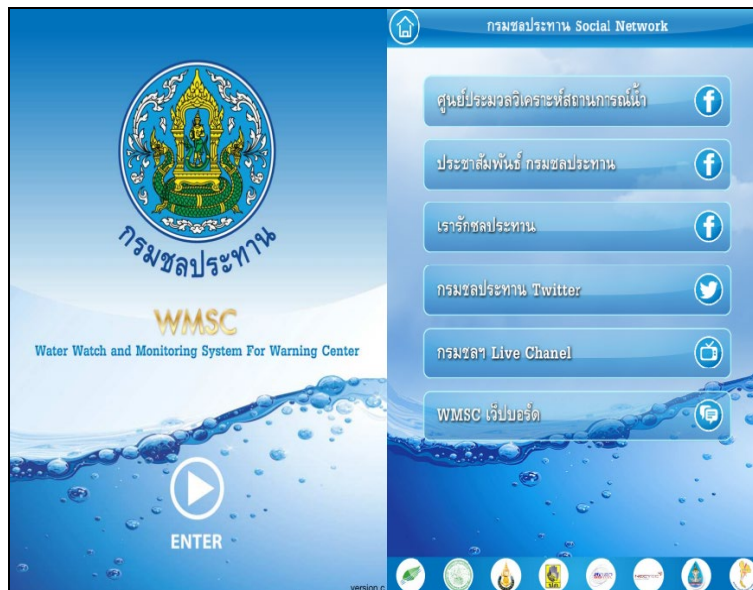 กรมชลประทาน
WMSC
Water Watch and Monitoring System For Warning Center
ENTER
กรมชลประทาน Social Network
ศูนย์ประมวลวิเคราะห์สถานการณ์น้ำ
ประชาสัมพันธ์ กรมชลประทาน
เรารักชลประทาน
กรมชลประทาน Twitter
กรมชลฯ Live Chanel
WMSC เว็ปบอร์ด
version c